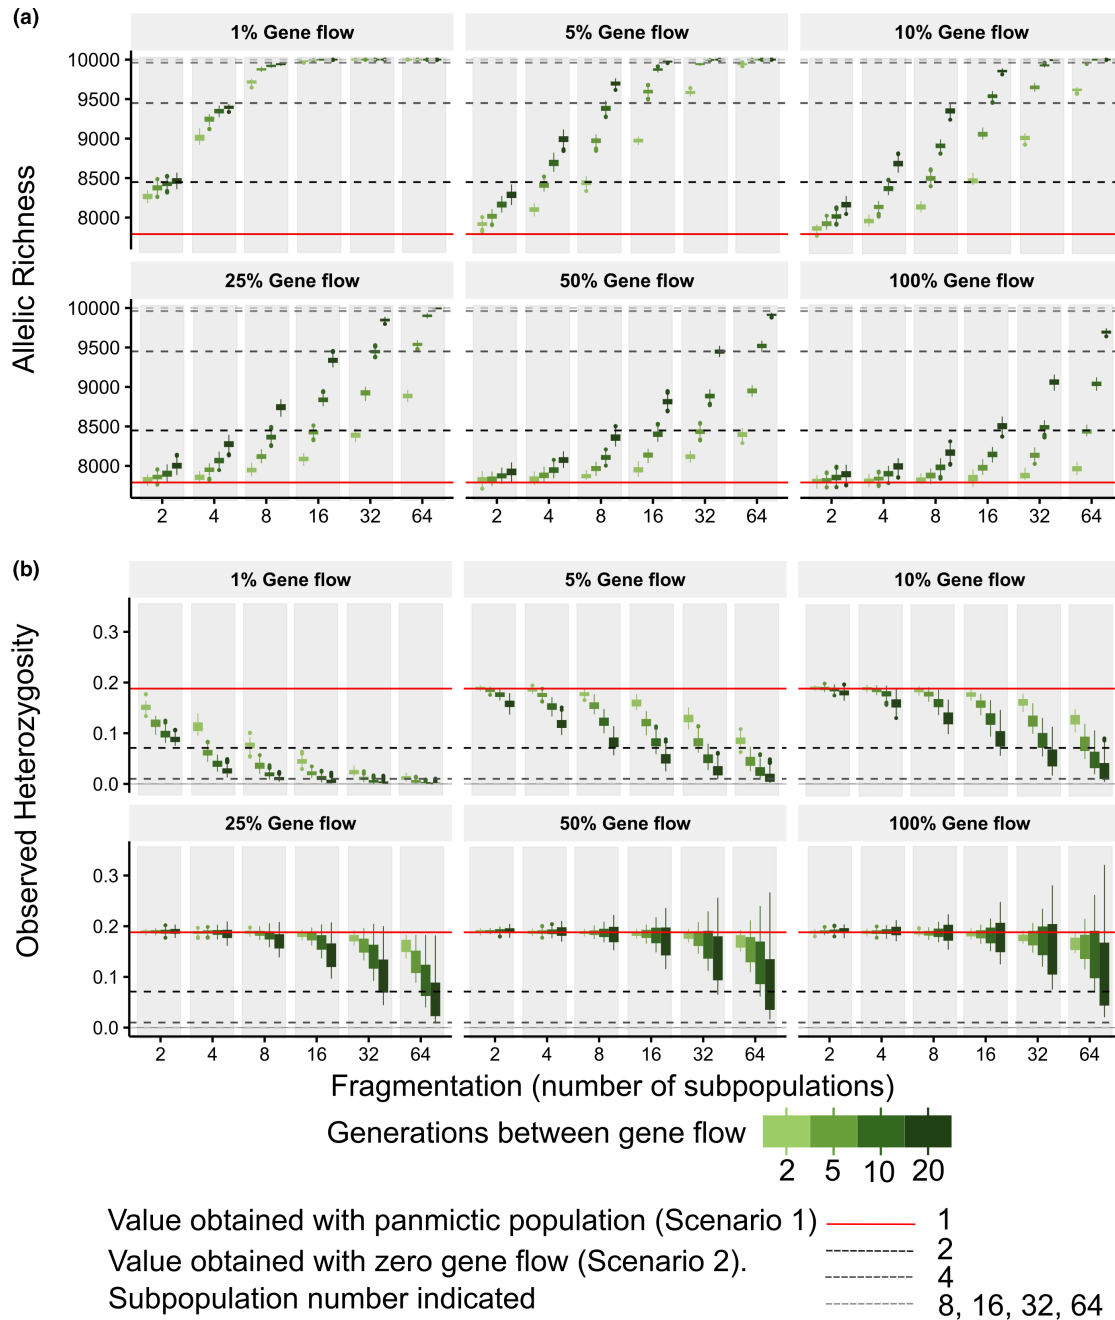 (a)
1% Gene flow
5% Gene flow
10% Gene flow
10000
9500
9000
8500
8000
25% Gene flow
50% Gene flow
100% Gene flow
10000
9500
9000
8500
8000
Allelic Richness
2 4 8 16 32 64
2 4 8 16 32 64
2 4 8 16 32 64
(b)
1% Gene flow
5% Gene flow
10% Gene flow
0.3
0.2
0.1
0.0
25% Gene flow
50% Gene flow
100% Gene flow
0.3
0.2
0.1
0.0
Observed Heterozygosity
2 4 8 16 32 64
2 4 8 16 32 64
2 4 8 16 32 64
Fragmentation (number of subpopulations)
Generations between gene flow
2 5 10 20
Value obtained with panmictic population (Scenario 1) 1
Value obtained with zero gene flow (Scenario 2). 2
4
Subpopulation number indicated 8, 16, 32, 64